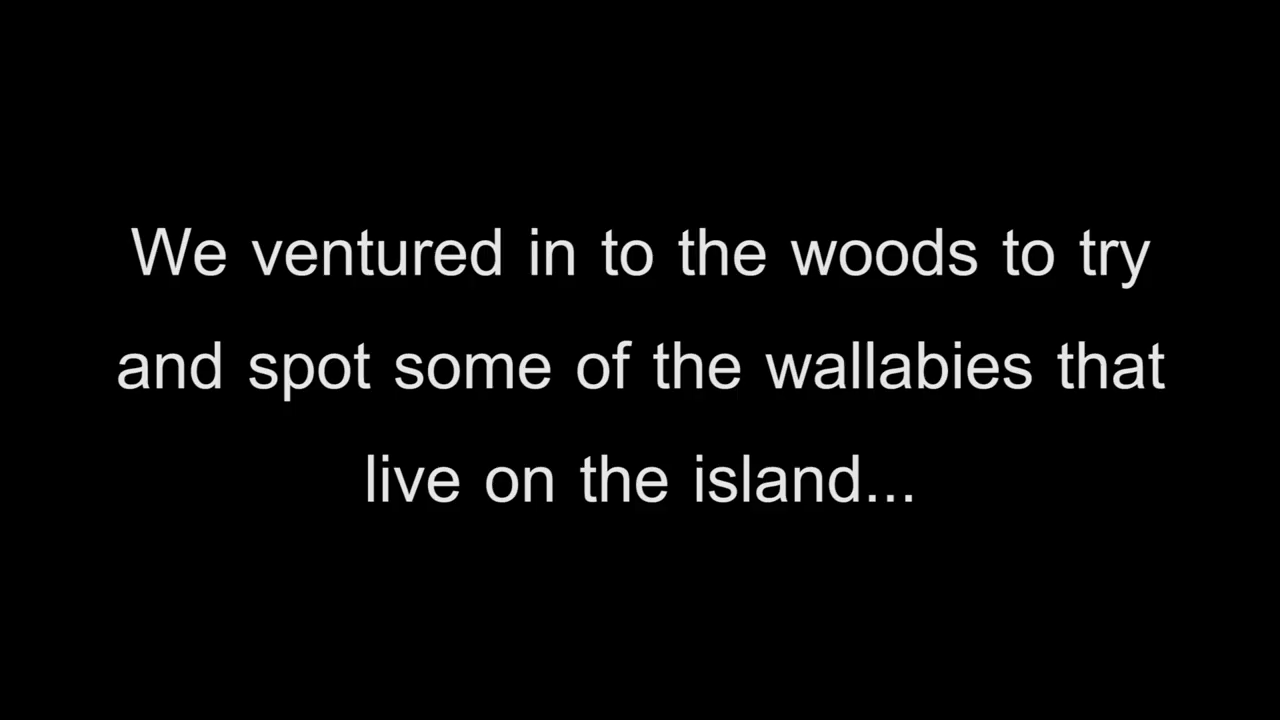 We ventured in to the woods to try
and spot some of the wallabies that
live on the island...